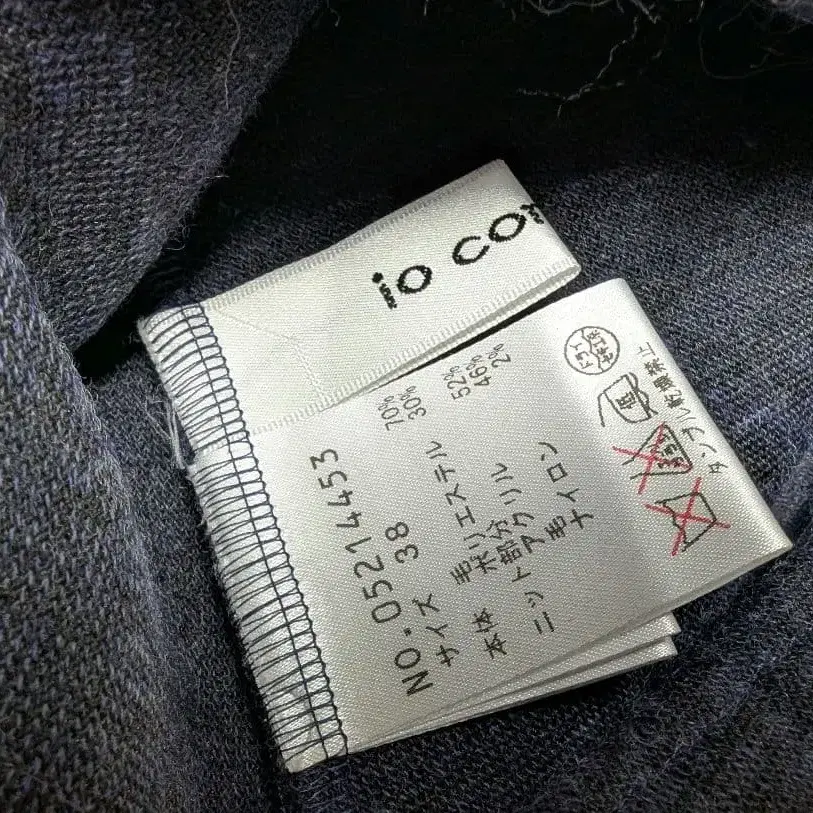 io co
NO. 05214453
サイズ 38
本体 毛 70%
ポリエステル 30%
ニット部分
アクリル 52%
毛 46%
ナイロン 2%
ドライ
低
タンブル乾燥禁止